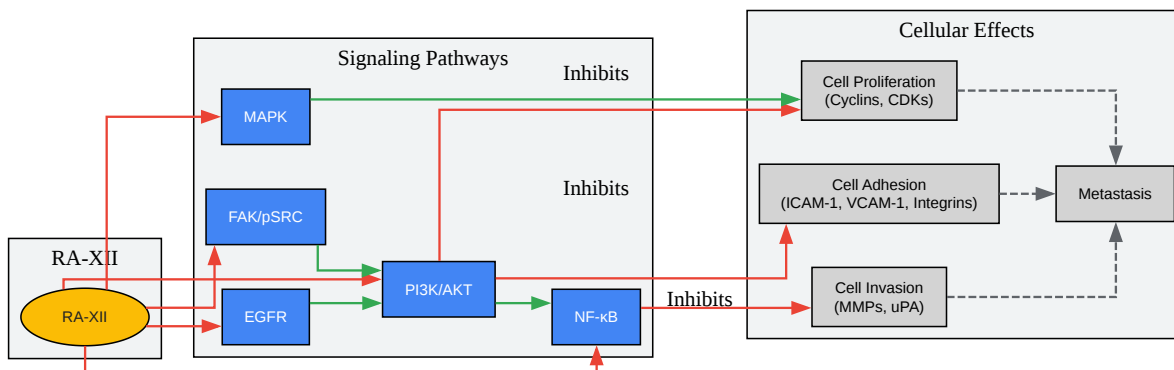 Cellular Effects
Signaling Pathways
Inhibits
Cell Proliferation
(Cyclins, CDKs)
MAPK
Inhibits
Cell Adhesion
(ICAM-1, VCAM-1, Integrins)
Metastasis
FAK/pSRC
RA-XII
RA-XII
PI3K/AKT
EGFR
NF-κB
Inhibits
Cell Invasion
(MMPs, uPA)